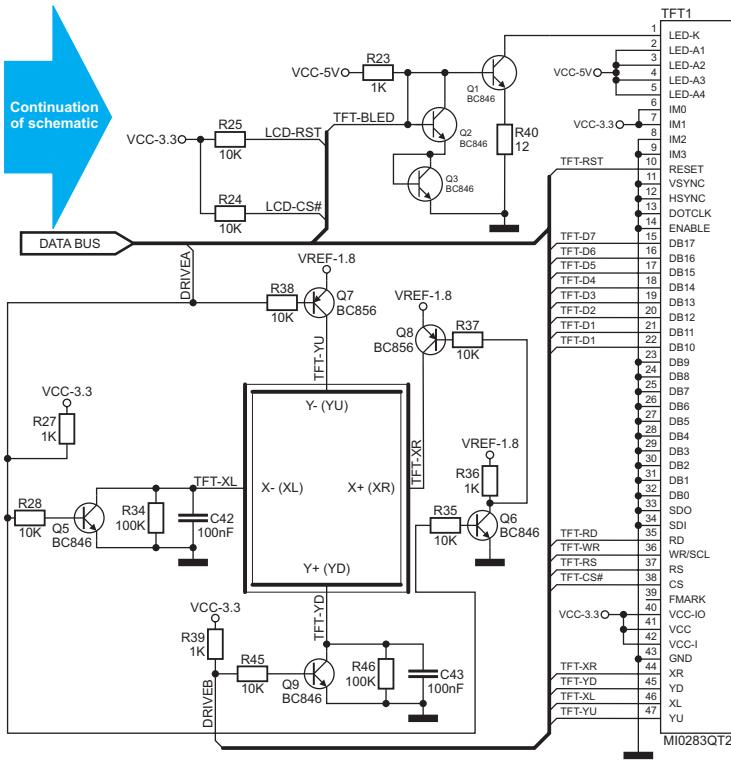 TFT1
Continuation
of schematic
VCC-5V
R23
1K
Q1
BC846
TFT-BLED
Q2
BC846
Q3
BC846
R40
12
VCC-3.3
R25
10K
LCD-RST
R24
10K
LCD-CS#
DATA BUS
DRIVEA
VREF-1.8
R38
10K
Q7
BC856
TFT-YU
VREF-1.8
Q8
BC856
R37
10K
TFT-XR
VCC-3.3
R27
1K
R28
10K
Q5
BC846
R34
100K
C42
100nF
TFT-XL
Y- (YU)
X- (XL)
X+ (XR)
Y+ (YD)
VREF-1.8
R36
1K
R35
10K
Q6
BC846
TFT-YD
VCC-3.3
R39
1K
R45
10K
Q9
BC846
R46
100K
C43
100nF
DRIVEB
1 LED-K
2 LED-A1
3 LED-A2
VCC-5V
4 LED-A3
5 LED-A4
6 IM0
VCC-3.3
7 IM1
8 IM2
9 IM3
TFT-RST 10 RESET
11 VSYNC
12 HSYNC
13 DOTCLK
14 ENABLE
TFT-D7 15 DB17
TFT-D6 16 DB16
TFT-D5 17 DB15
TFT-D4 18 DB14
TFT-D3 19 DB13
TFT-D2 20 DB12
TFT-D1 21 DB11
TFT-D1 22 DB10
23 DB9
24 DB8
25 DB7
26 DB6
27 DB5
28 DB4
29 DB3
30 DB2
31 DB1
32 DB0
33 SDO
34 SDI
TFT-RD 35 RD
TFT-WR 36 WR/SCL
TFT-RS 37 RS
TFT-CS# 38 CS
39 FMARK
VCC-3.3
40 VCC-IO
41 VCC
42 VCC-I
43 GND
TFT-XR 44 XR
TFT-YD 45 YD
TFT-XL 46 XL
TFT-YU 47 YU
MI0283QT2